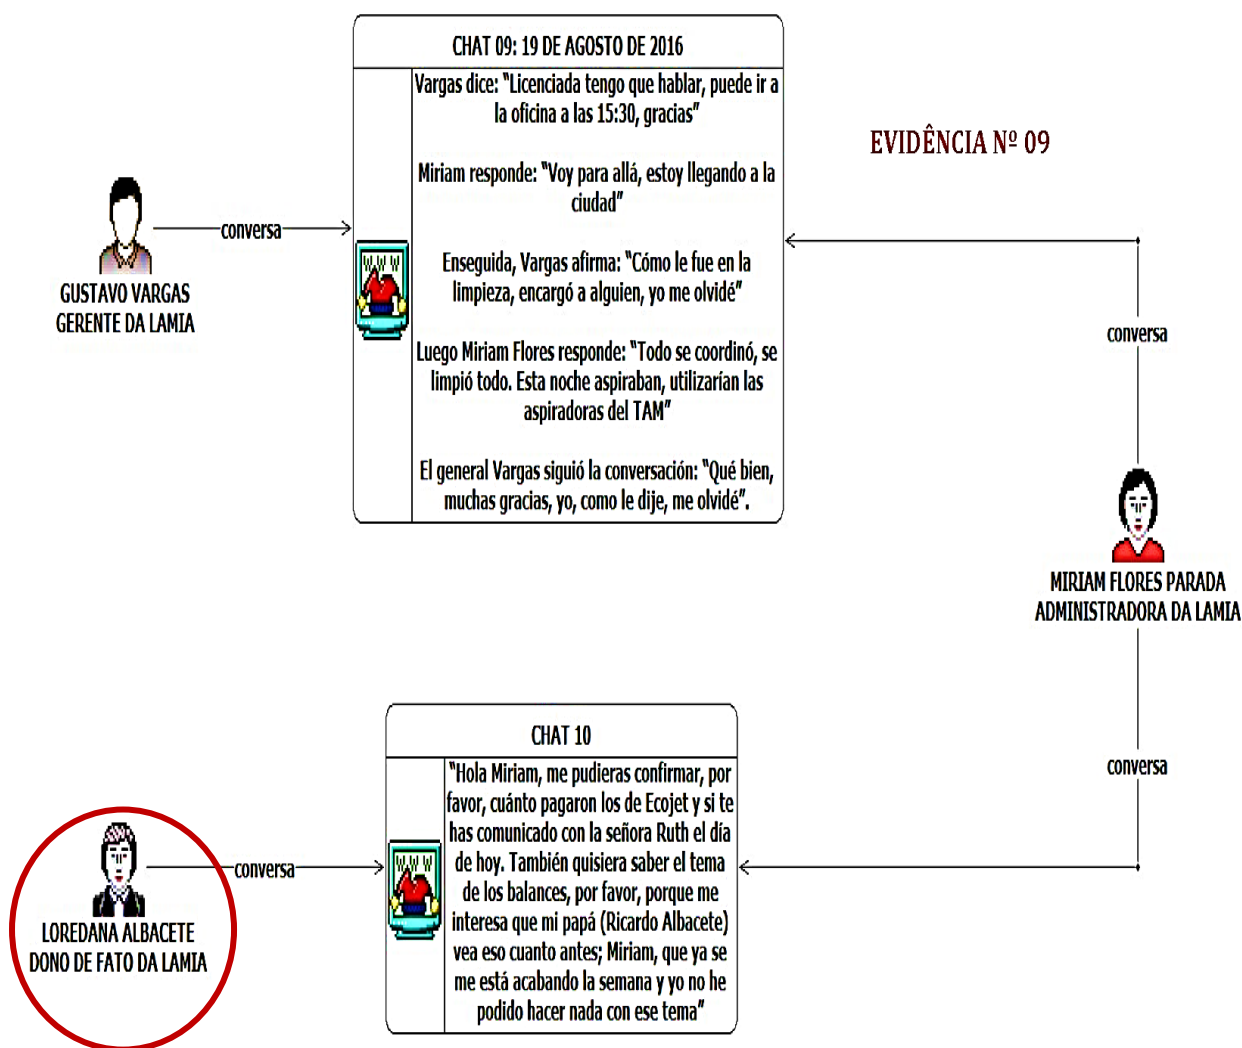 CHAT 09: 19 DE AGOSTO DE 2016
Vargas dice: “Licenciada tengo que hablar, puede ir a
la oficina a las 15:30, gracias”
Miriam responde: “Voy para allá, estoy llegando a la
ciudad”
Enseguida, Vargas afirma: “Cómo le fue en la
limpieza, encargó a alguien, yo me olvidé”
Luego Miriam Flores responde: “Todo se coordinó, se
limpió todo. Esta noche aspiraban, utilizarían las
aspiradoras del TAM”
El general Vargas siguió la conversación: “Qué bien,
muchas gracias, yo, como le dije, me olvidé”.
EVIDÊNCIA Nº 09
conversa
GUSTAVO VARGAS
GERENTE DA LAMIA
conversa
MIRIAM FLORES PARADA
ADMINISTRADORA DA LAMIA
conversa
CHAT 10
“Hola Miriam, me pudieras confirmar, por
favor, cuánto pagaron los de Ecojet y si te
has comunicado con la señora Ruth el día
de hoy. También quisiera saber el tema
de los balances, por favor, porque me
interesa que mi papá (Ricardo Albacete)
vea eso cuanto antes; Miriam, que ya se
me está acabando la semana y yo no he
podido hacer nada con ese tema”
conversa
LOREDANA ALBACETE
DONO DE FATO DA LAMIA
WWW
WWW